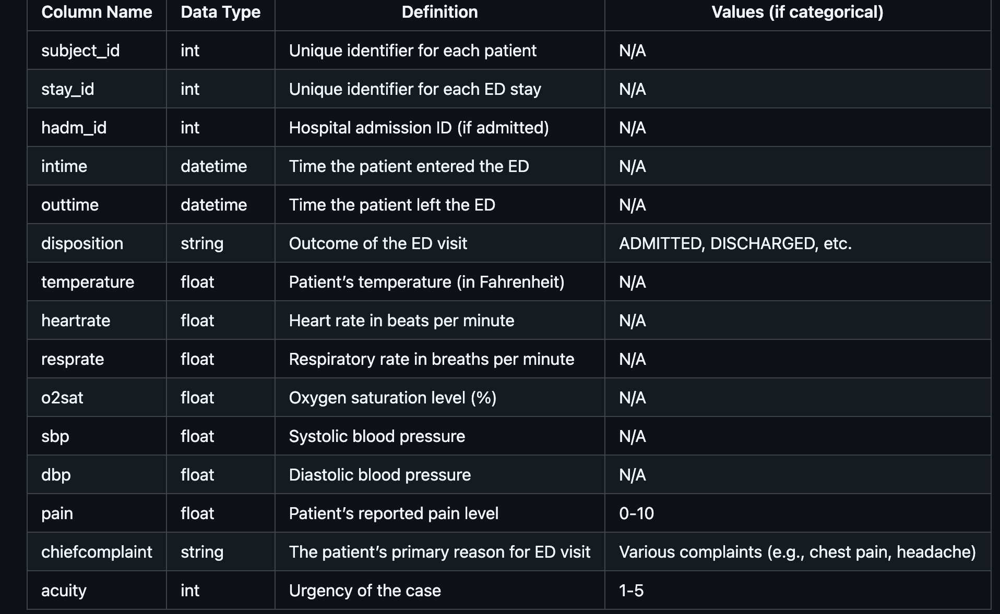 Column Name Data Type Definition Values (if categorical)
subject_id int Unique identifier for each patient N/A
stay_id int Unique identifier for each ED stay N/A
hadm_id int Hospital admission ID (if admitted) N/A
intime datetime Time the patient entered the ED N/A
outtime datetime Time the patient left the ED N/A
disposition string Outcome of the ED visit ADMITTED, DISCHARGED, etc.
temperature float Patient’s temperature (in Fahrenheit) N/A
heartrate float Heart rate in beats per minute N/A
resprate float Respiratory rate in breaths per minute N/A
o2sat float Oxygen saturation level (%) N/A
sbp float Systolic blood pressure N/A
dbp float Diastolic blood pressure N/A
pain float Patient’s reported pain level 0-10
chiefcomplaint string The patient’s primary reason for ED visit Various complaints (e.g., chest pain, headache)
acuity int Urgency of the case 1-5